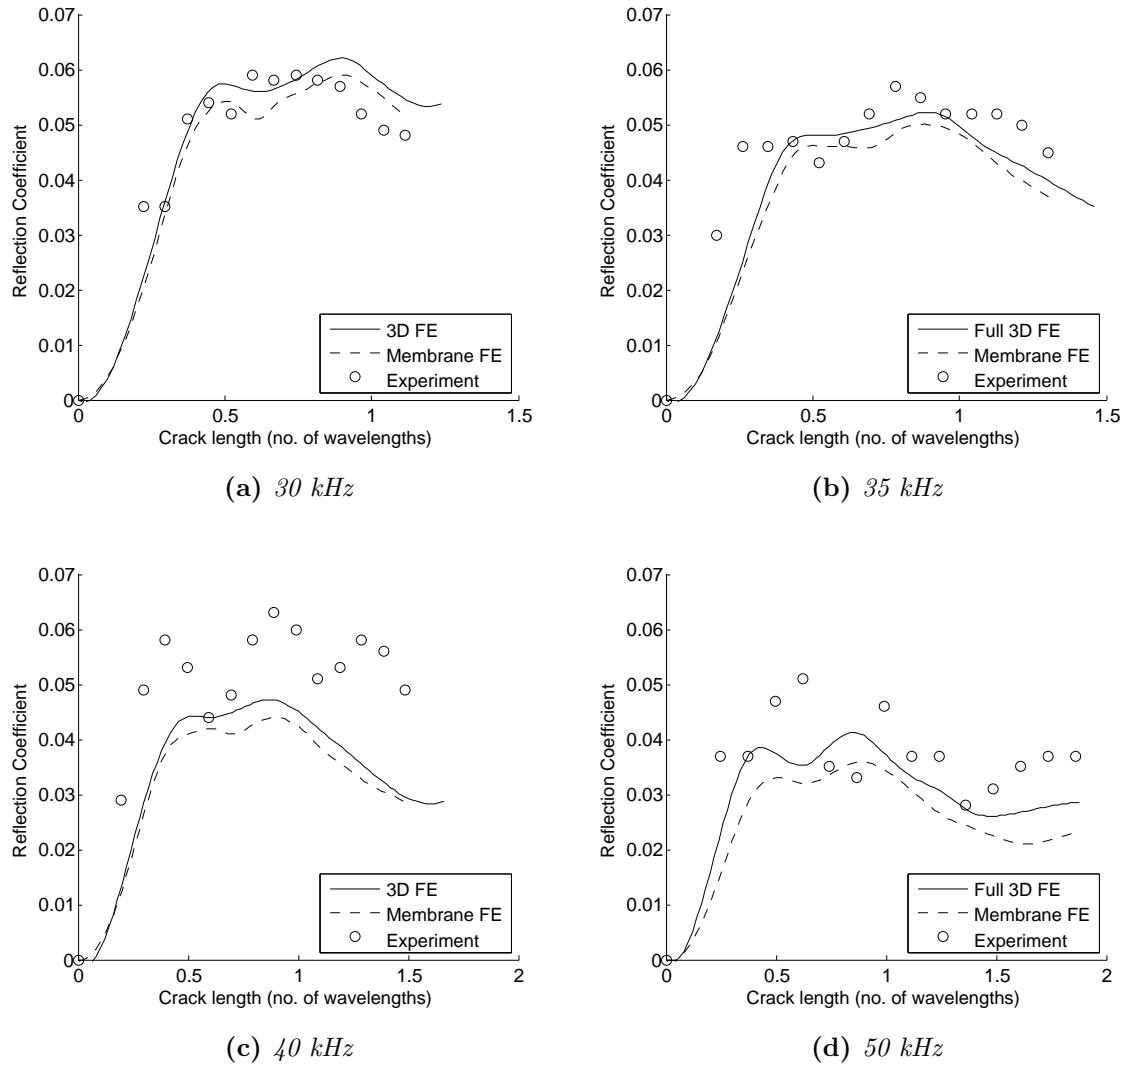 0.07
0.06
0.05
0.04
0.03
0.02
0.01
0
Reflection Coefficient
3D FE
Membrane FE
Experiment
0.5
1
1.5
Crack length (no. of wavelengths)
(a) 30 kHz
0.07
0.06
0.05
0.04
0.03
0.02
0.01
0
Reflection Coefficient
Full 3D FE
Membrane FE
Experiment
0.5
1
1.5
Crack length (no. of wavelengths)
(b) 35 kHz
0.07
0.06
0.05
0.04
0.03
0.02
0.01
0
Reflection Coefficient
3D FE
Membrane FE
Experiment
0
0.5
1
1.5
2
Crack length (no. of wavelengths)
(c) 40 kHz
0.07
0.06
0.05
0.04
0.03
0.02
0.01
0
Reflection Coefficient
Full 3D FE
Membrane FE
Experiment
0
0.5
1
1.5
2
Crack length (no. of wavelengths)
(d) 50 kHz